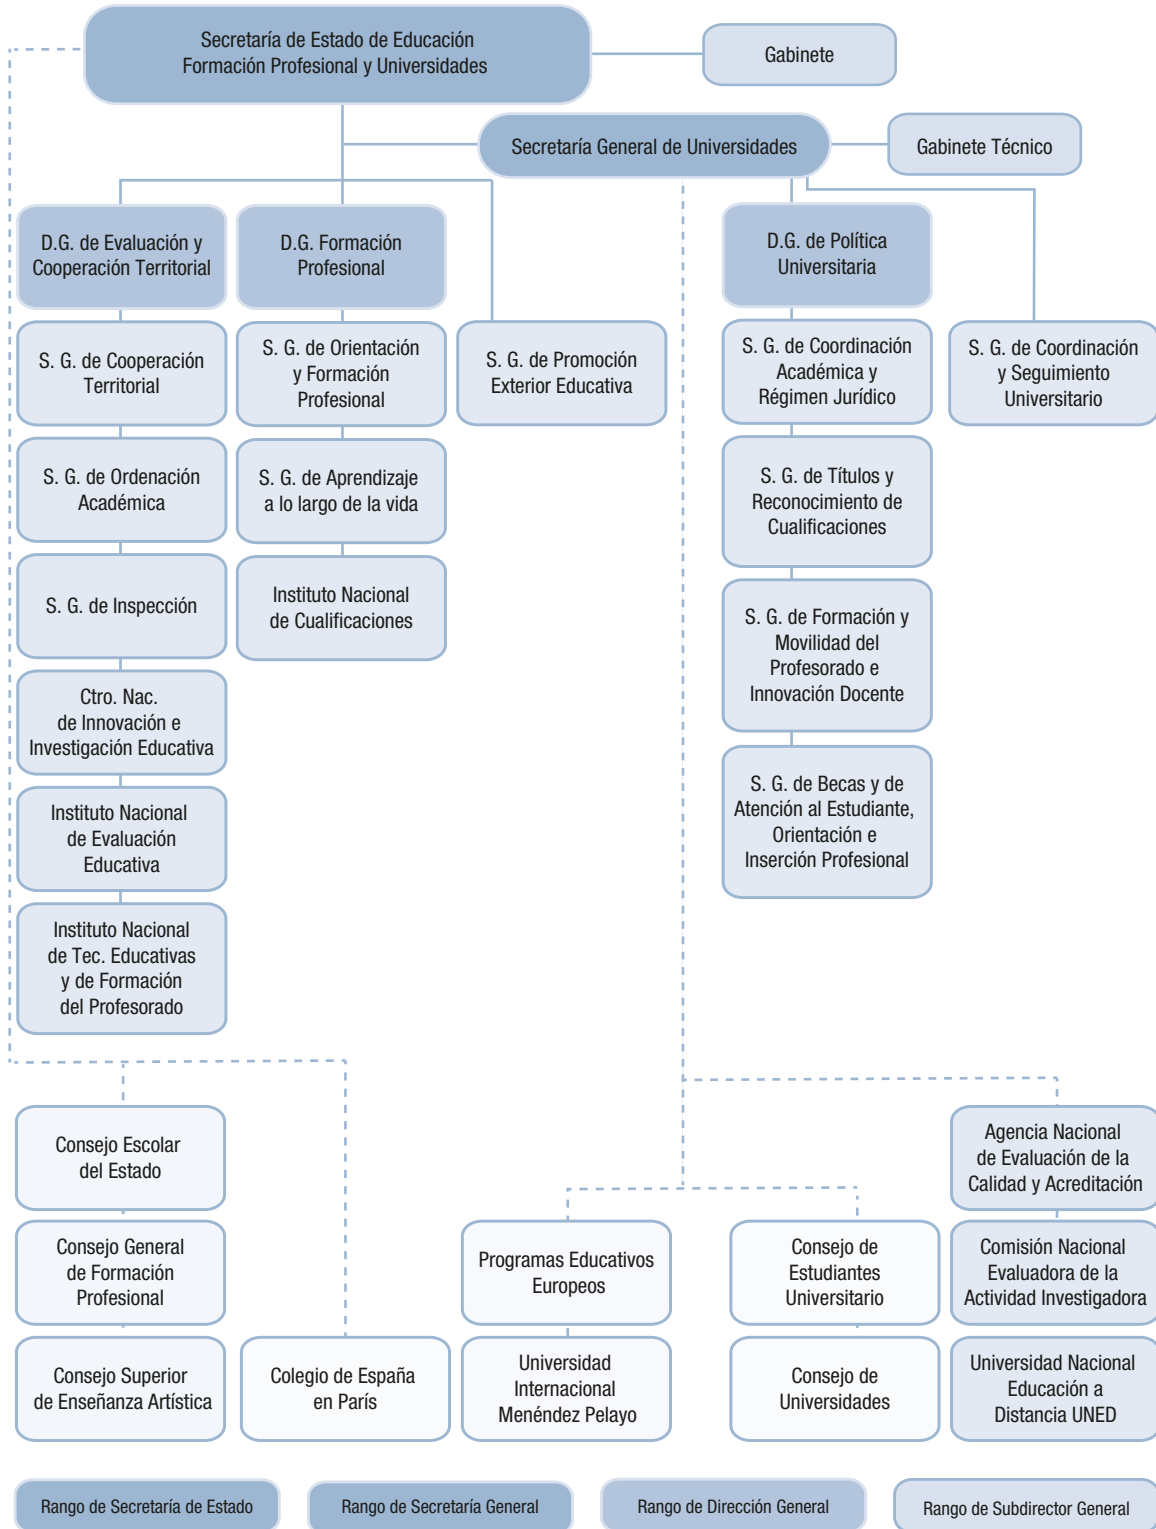 Secretaría de Estado de Educación
Formación Profesional y Universidades
Gabinete
Secretaría General de Universidades
Gabinete Técnico
D.G. de Evaluación y
Cooperación Territorial
D.G. Formación
Profesional
D.G. de Política
Universitaria
S. G. de Cooperación
Territorial
S. G. de Orientación
y Formación
Profesional
S. G. de Promoción
Exterior Educativa
S. G. de Coordinación
Académica y
Régimen Jurídico
S. G. de Coordinación
y Seguimiento
Universitario
S. G. de Ordenación
Académica
S. G. de Aprendizaje
a lo largo de la vida
S. G. de Títulos y
Reconocimiento de
Cualificaciones
S. G. de Inspección
Instituto Nacional
de Cualificaciones
S. G. de Formación y
Movilidad del
Profesorado e
Innovación Docente
Ctro. Nac.
de Innovación e
Investigación Educativa
Instituto Nacional
de Evaluación
Educativa
S. G. de Becas y de
Atención al Estudiante,
Orientación e
Inserción Profesional
Instituto Nacional
de Tec. Educativas
y de Formación
del Profesorado
Consejo Escolar
del Estado
Agencia Nacional
de Evaluación de la
Calidad y Acreditación
Consejo General
de Formación
Profesional
Programas Educativos
Europeos
Consejo de
Estudiantes
Universitario
Comisión Nacional
Evaluadora de la
Actividad Investigadora
Consejo Superior
de Enseñanza Artística
Colegio de España
en París
Universidad
Internacional
Menéndez Pelayo
Consejo de
Universidades
Universidad Nacional
Educación a
Distancia UNED
Rango de Secretaría de Estado
Rango de Secretaría General
Rango de Dirección General
Rango de Subdirector General